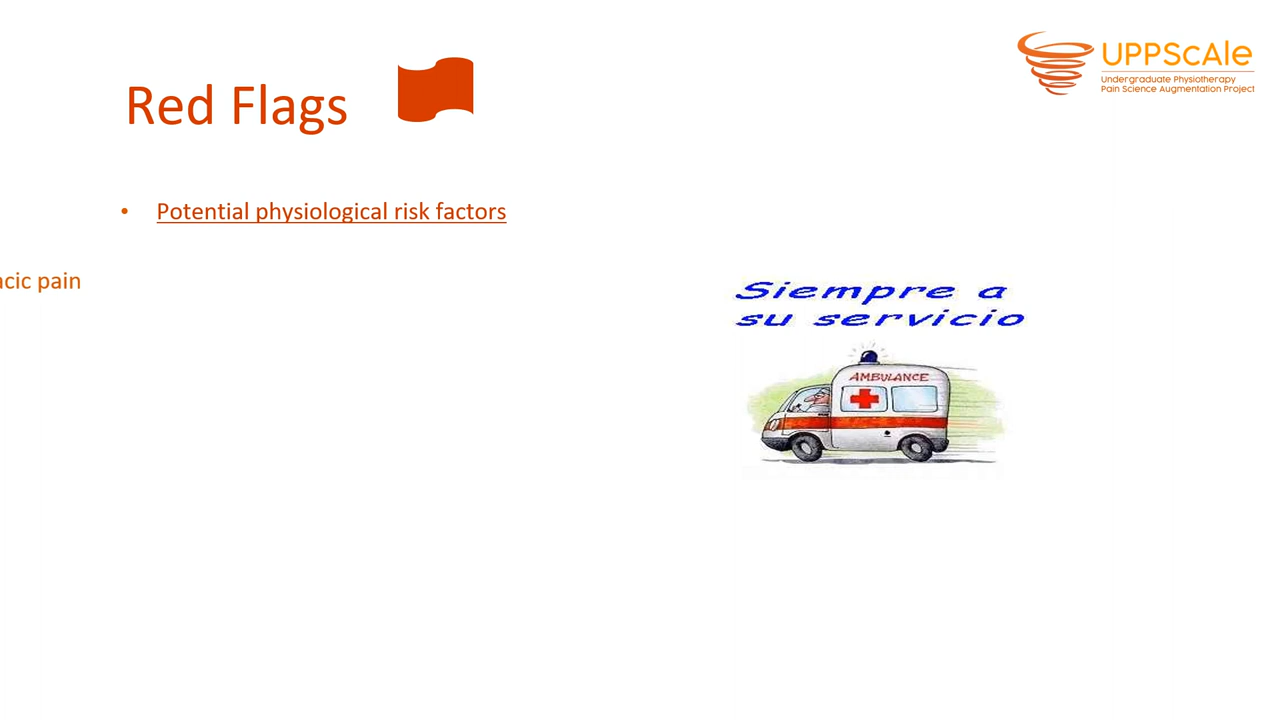 UPPScale
Undergraduate Physiotherapy
Pain Science Augmentation Project
Red Flags
• Potential physiological risk factors
acic pain
Siempre a
su servicio
AMBULANCE